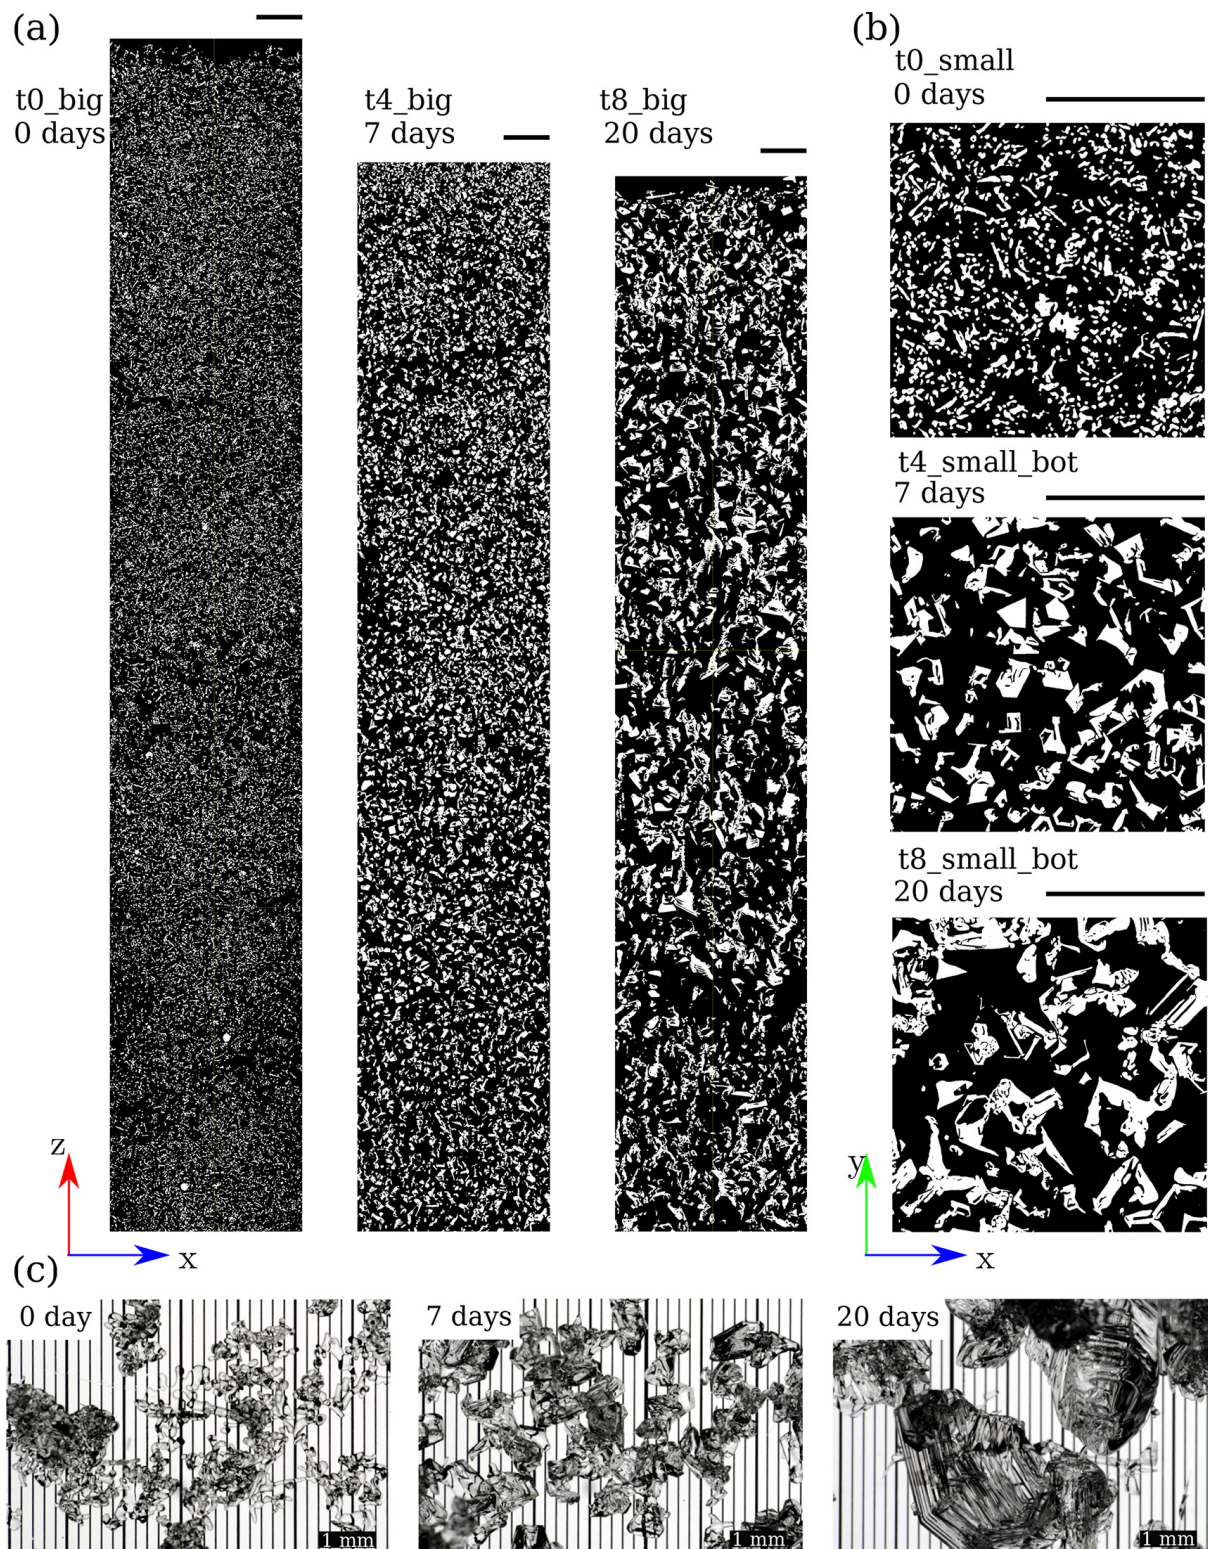 (a)
t0_big
0 days
t4_big
7 days
t8_big
20 days
z
x
(b)
t0_small
0 days
t4_small_bot
7 days
t8_small_bot
20 days
y
x
(c)
0 day
1 mm
7 days
1 mm
20 days
1 mm